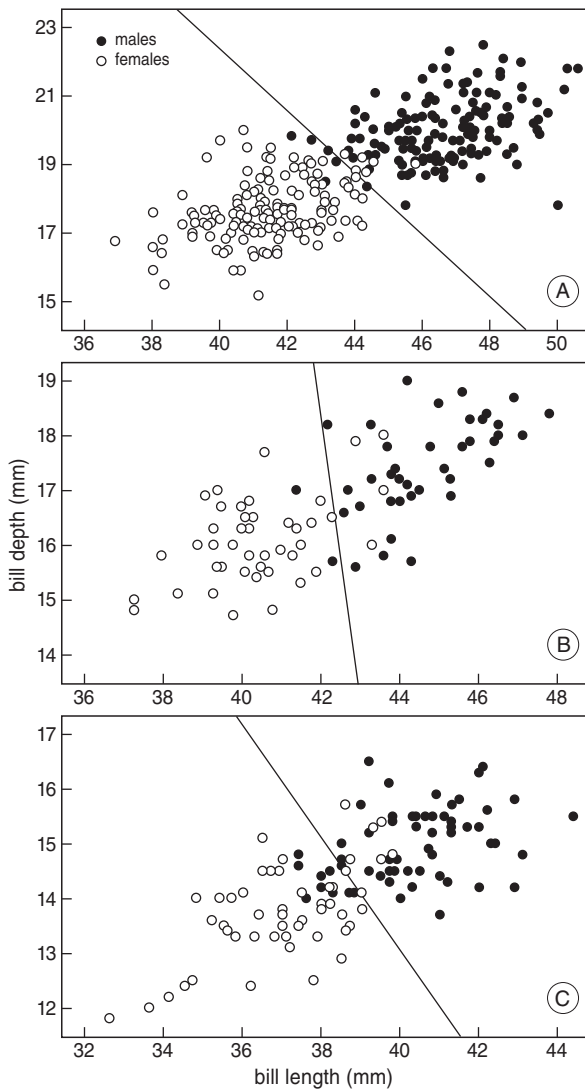 23
21
19
17
15
males
females
A
36 38 40 42 44 46 48 50
19
18
17
16
15
14
B
36 38 40 42 44 46 48
bill depth (mm)
17
16
15
14
13
12
C
32 34 36 38 40 42 44
bill length (mm)